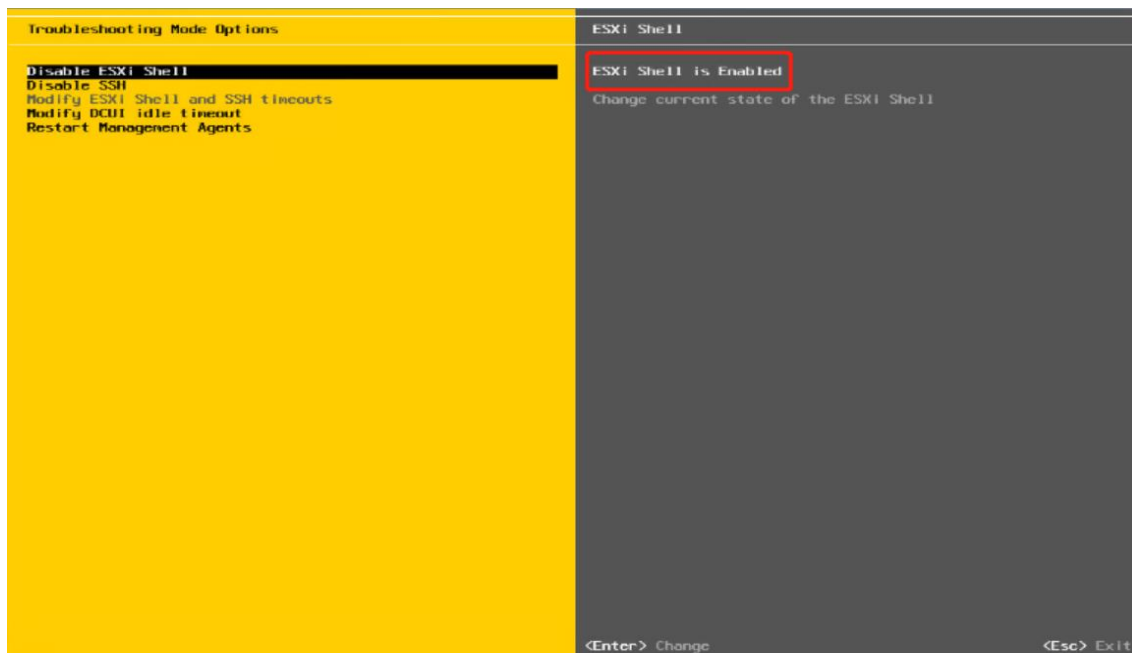 Troubleshooting Mode Options
Disable ESXi Shell
Disable SSH
Modify ESXi Shell and SSH timeouts
Modify DCUI idle timeout
Restart Management Agents
ESXi Shell
ESXi Shell is Enabled
Change current state of the ESXi Shell
<Enter> Change
<Esc> Exit